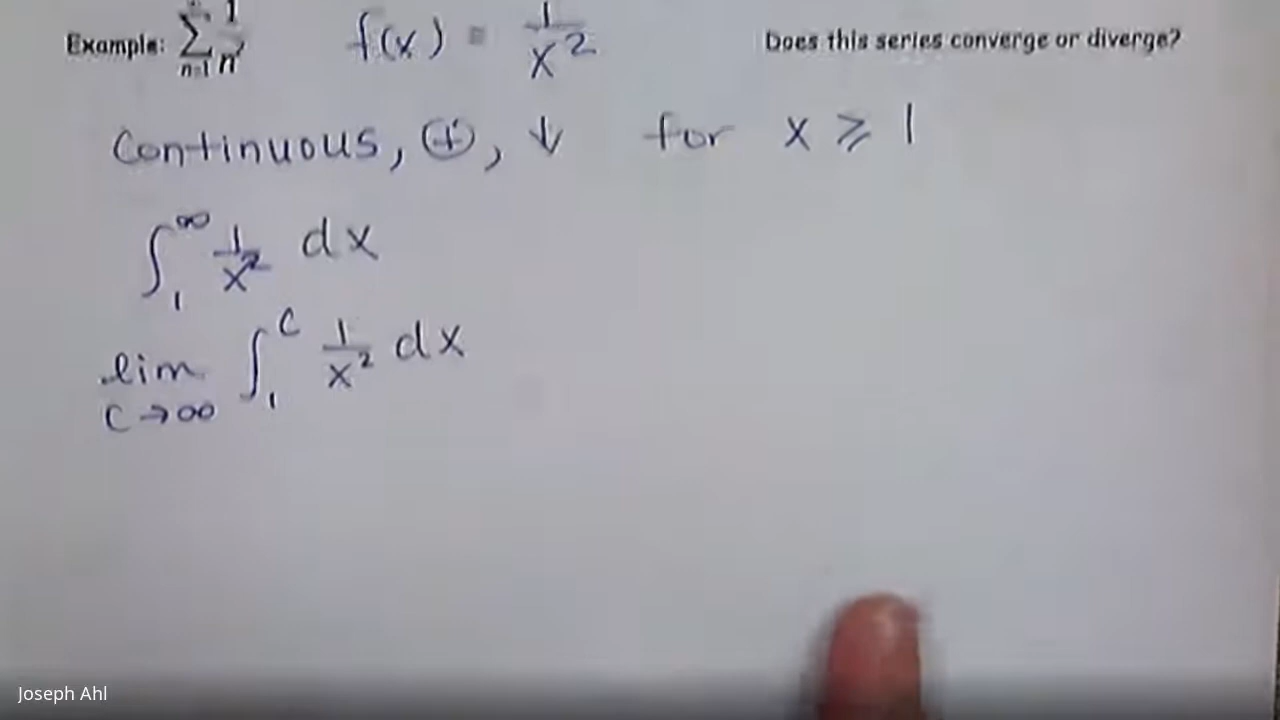 Example: ∑ n=1 ∞ 1/n² f(x) = 1/x² Does this series converge or diverge?
Continuous, ⊕, ↓ for x ≥ 1
∫₁^∞ 1/x² dx
lim c→∞ ∫₁^c 1/x² dx
Joseph Ahl